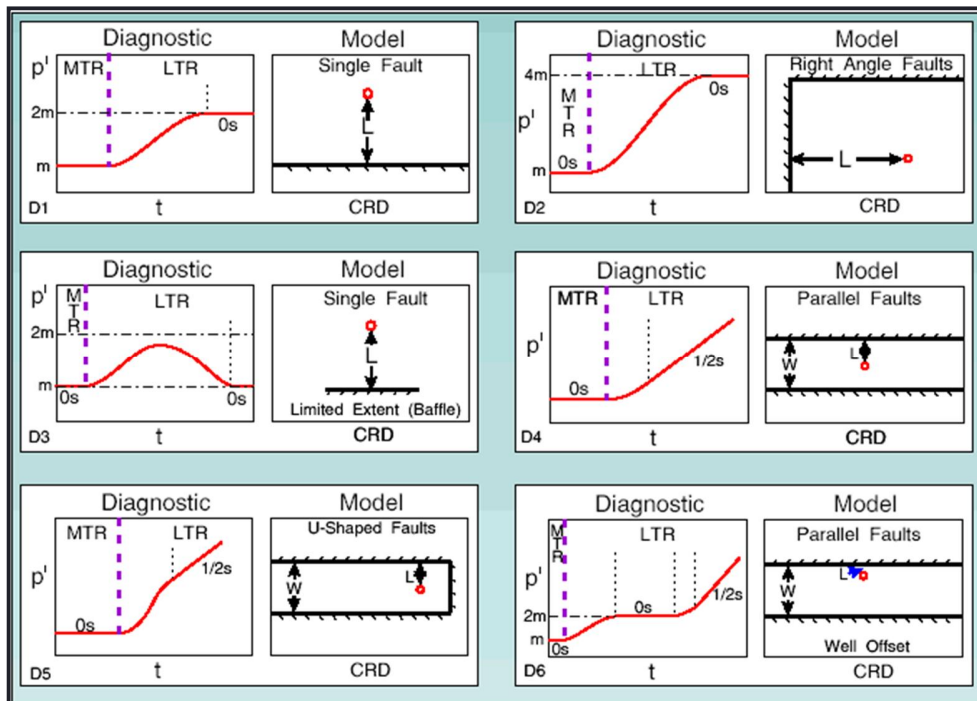 Diagnostic Model
p' MTR LTR Single Fault
2m
L
0s
m
t
D1 CRD
Diagnostic Model
4m LTR Right Angle Faults
p' MTR 0s
L
0s
m
t
D2 CRD
Diagnostic Model
p' MTR LTR Single Fault
2m
L
m
0s 0s Limited Extent (Baffle)
t
D3 CRD
Diagnostic Model
MTR LTR Parallel Faults
p' W L
1/2s
0s
t
D4 CRD
Diagnostic Model
MTR LTR U-Shaped Faults
p' W L
1/2s
0s
t
D5 CRD
Diagnostic Model
MTR LTR Parallel Faults
p' W L
1/2s
0s
2m
m
0s Well Offset
t
D6 CRD